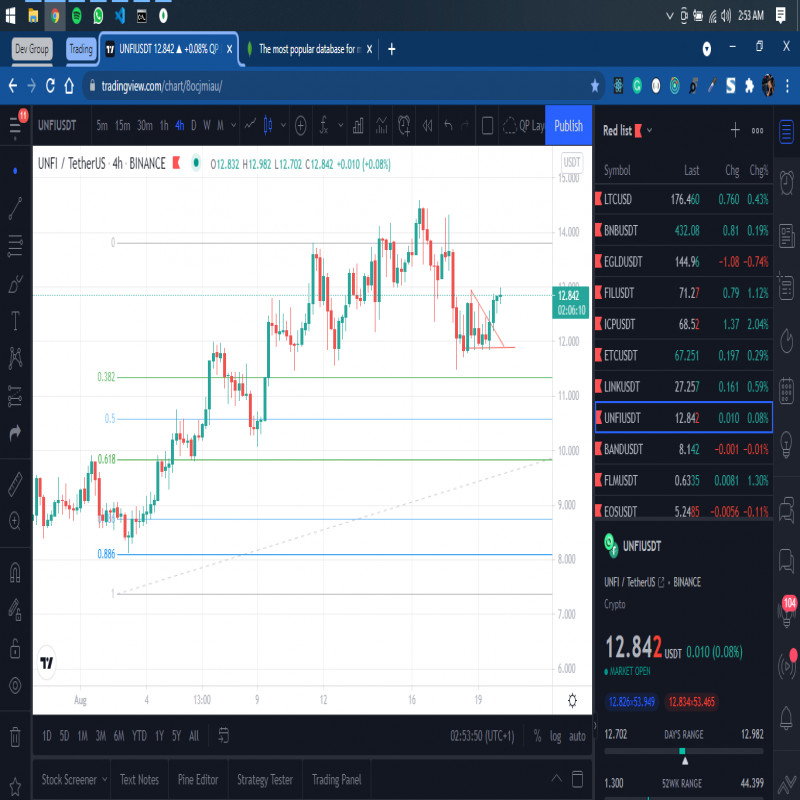 2:53 AM
Dev Group
Trading
UNFIUSDT 12.842 ▲ +0.08% QP
The most popular database for m
tradingview.com/chart/8ocjmiau/
11
UNFIUSDT 5m 15m 30m 1h 4h D W M QP Lay Publish
Red list
UNFI / TetherUS · 4h · BINANCE O12.832 H12.982 L12.702 C12.842 +0.010 (+0.08%)
USDT
Symbol Last Chg Chg%
LTCUSD 176.460 0.760 0.43%
BNBUSDT 432.08 0.81 0.19%
EGLDUSDT 144.96 -1.08 -0.74%
FILUSDT 71.27 0.79 1.12%
ICPUSDT 68.52 1.37 2.04%
ETCUSDT 67.251 0.197 0.29%
LINKUSDT 27.257 0.161 0.59%
UNFIUSDT 12.842 0.010 0.08%
BANDUSDT 8.142 -0.001 -0.01%
FLMUSDT 0.6335 0.0081 1.30%
EOSUSDT 5.2485 -0.0056 -0.11%
15.000
14.000
12.842
02:06:10
12.000
11.000
10.000
9.000
8.000
7.000
6.000
0
0.382
0.5
0.618
0.886
1
Aug 4 13:00 9 12 16 19
UNFIUSDT
UNFI / TetherUS · BINANCE
Crypto
12.842 USDT 0.010 (0.08%)
MARKET OPEN
12.826×53.949 12.834×53.465
12.702 DAY'S RANGE 12.982
1.300 52WK RANGE 44.399
104
1D 5D 1M 3M 6M YTD 1Y 5Y All 02:53:50 (UTC+1) % log auto
Stock Screener Text Notes Pine Editor Strategy Tester Trading Panel